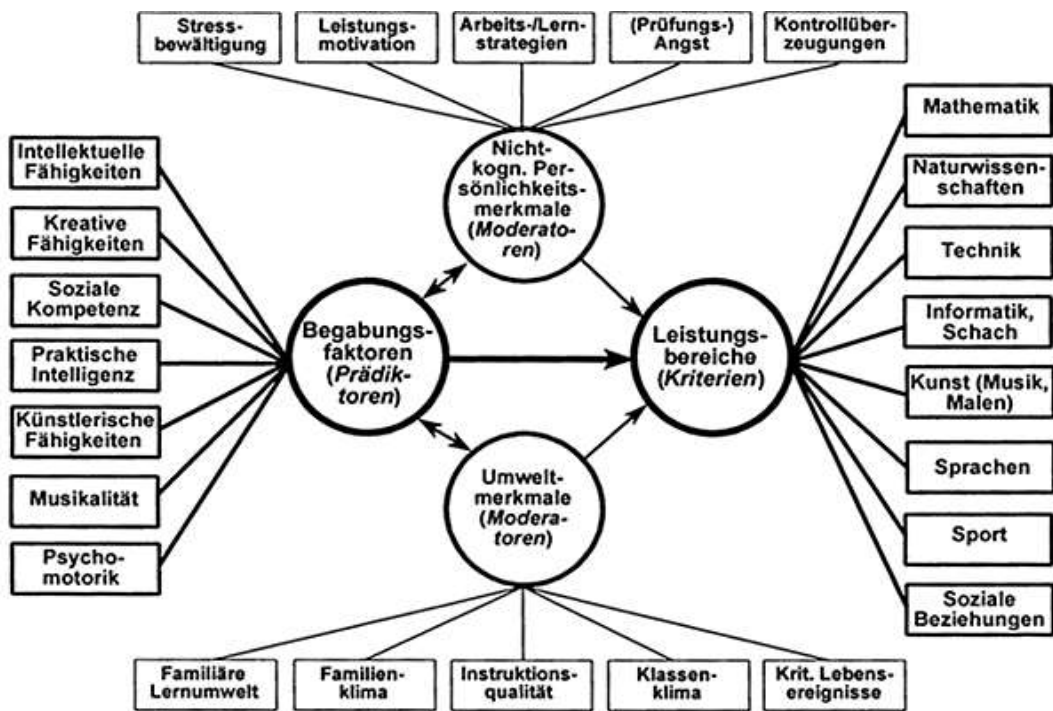 Stress-
bewältigung
Leistungs-
motivation
Arbeits-/Lern-
strategien
(Prüfungs-)
Angst
Kontrollüber-
zeugungen
Nicht-
kogn. Per-
sönlichkeits-
merkmale
(Moderato-
ren)
Intellektuelle
Fähigkeiten
Kreative
Fähigkeiten
Soziale
Kompetenz
Praktische
Intelligenz
Künstlerische
Fähigkeiten
Musikalität
Psycho-
motorik
Begabungs-
faktoren
(Prädik-
toren)
Leistungs-
bereiche
(Kriterien)
Mathematik
Naturwissen-
schaften
Technik
Informatik,
Schach
Kunst (Musik,
Malen)
Sprachen
Sport
Soziale
Beziehungen
Umwelt-
merkmale
(Modera-
toren)
Familiäre
Lernumwelt
Familien-
klima
Instruktions-
qualität
Klassen-
klima
Krit. Lebens-
ereignisse